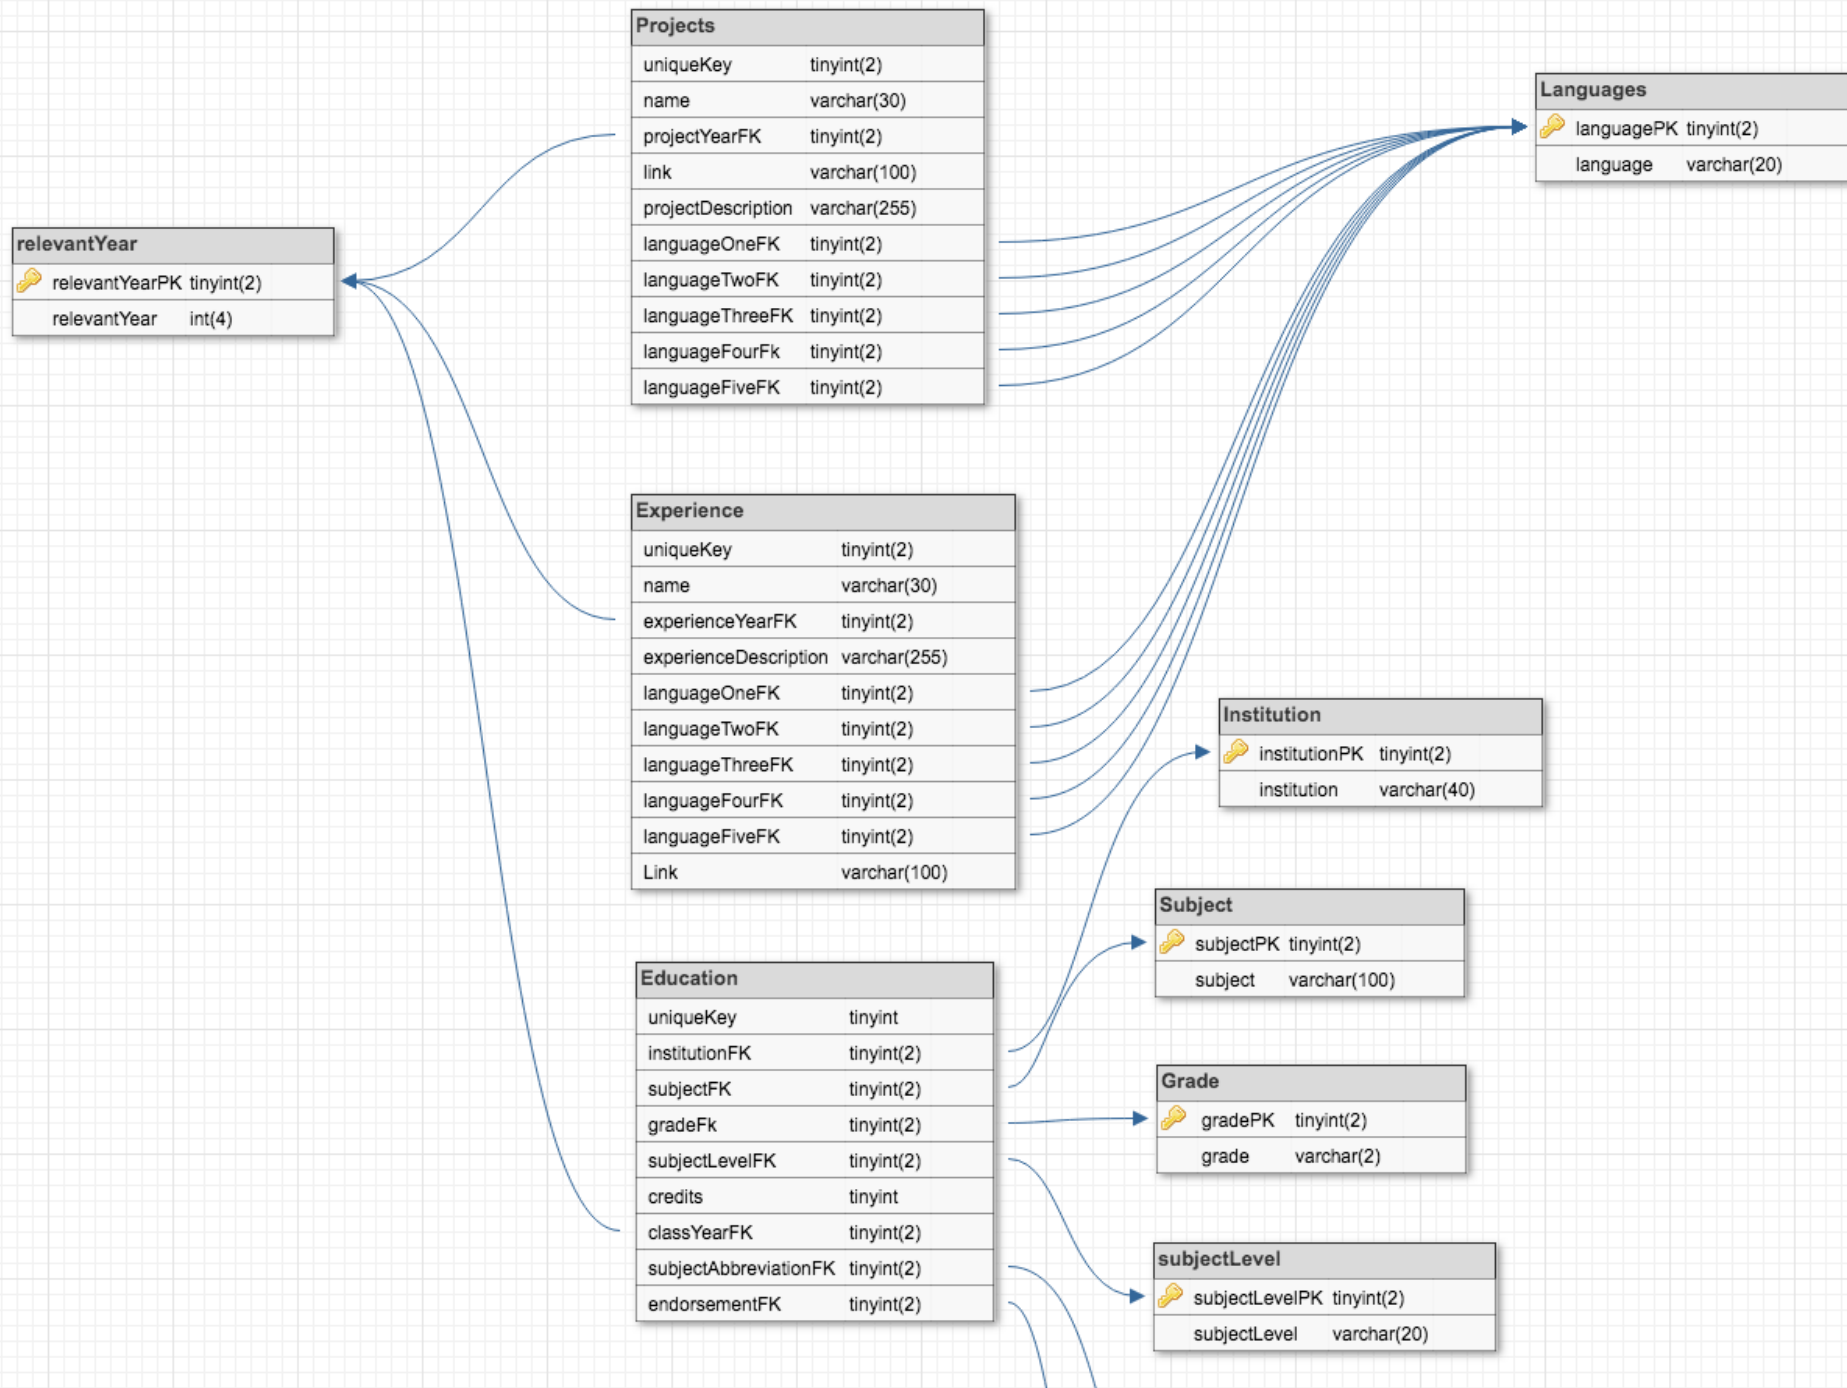 Projects
uniqueKey tinyint(2)
name varchar(30)
projectYearFK tinyint(2)
link varchar(100)
projectDescription varchar(255)
languageOneFK tinyint(2)
languageTwoFK tinyint(2)
languageThreeFK tinyint(2)
languageFourFk tinyint(2)
languageFiveFK tinyint(2)
Languages
languagePK tinyint(2)
language varchar(20)
relevantYear
relevantYearPK tinyint(2)
relevantYear int(4)
Experience
uniqueKey tinyint(2)
name varchar(30)
experienceYearFK tinyint(2)
experienceDescription varchar(255)
languageOneFK tinyint(2)
languageTwoFK tinyint(2)
languageThreeFK tinyint(2)
languageFourFK tinyint(2)
languageFiveFK tinyint(2)
Link varchar(100)
Institution
institutionPK tinyint(2)
institution varchar(40)
Subject
subjectPK tinyint(2)
subject varchar(100)
Education
uniqueKey tinyint
institutionFK tinyint(2)
subjectFK tinyint(2)
gradeFk tinyint(2)
subjectLevelFK tinyint(2)
credits tinyint
classYearFK tinyint(2)
subjectAbbreviationFK tinyint(2)
endorsementFK tinyint(2)
Grade
gradePK tinyint(2)
grade varchar(2)
subjectLevel
subjectLevelPK tinyint(2)
subjectLevel varchar(20)